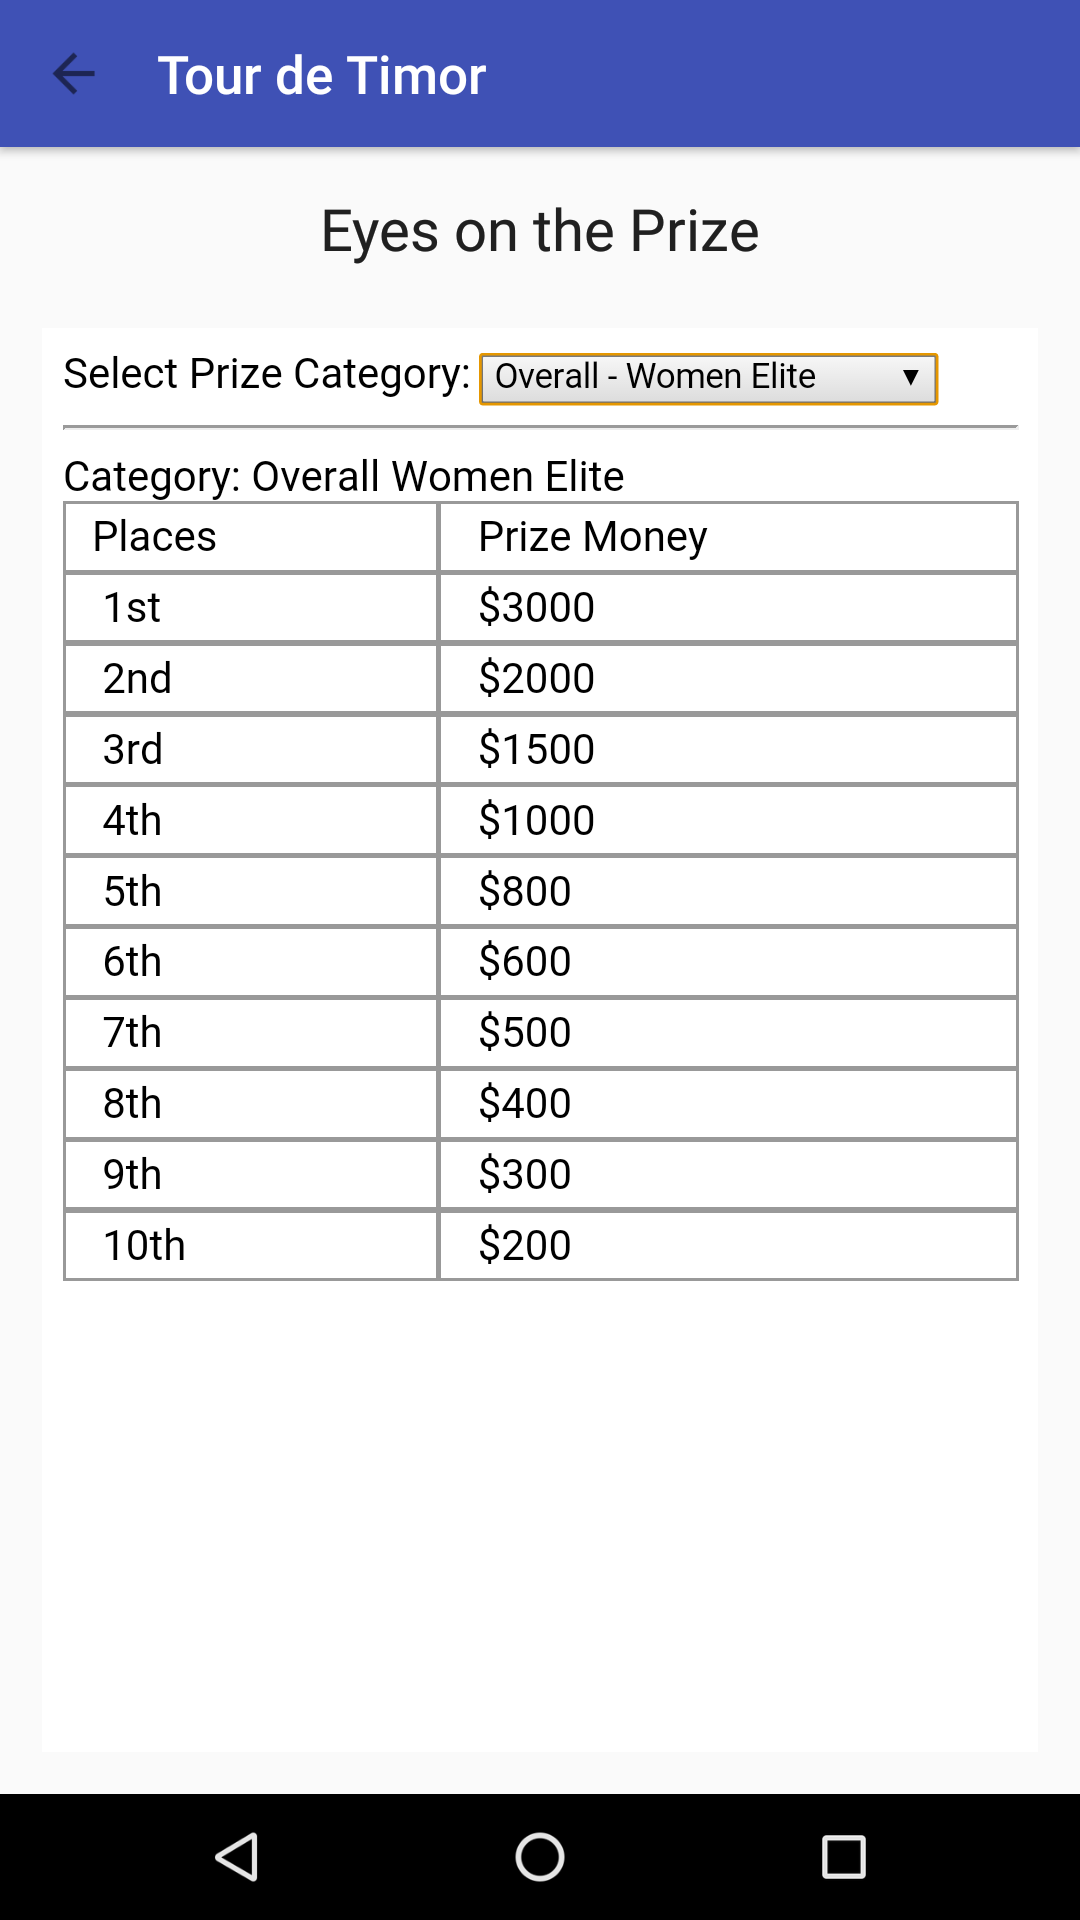 Tour de Timor
Eyes on the Prize
Select Prize Category: Overall - Women Elite
Category: Overall Women Elite
Places Prize Money
1st $3000
2nd $2000
3rd $1500
4th $1000
5th $800
6th $600
7th $500
8th $400
9th $300
10th $200